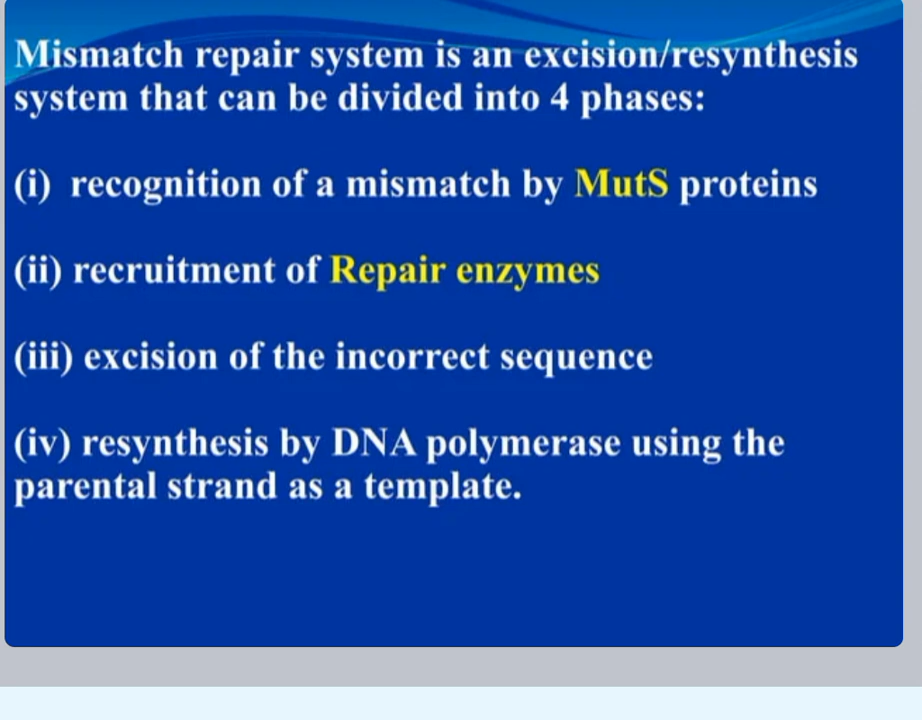 Mismatch repair system is an excision/resynthesis
system that can be divided into 4 phases:
(i) recognition of a mismatch by MutS proteins
(ii) recruitment of Repair enzymes
(iii) excision of the incorrect sequence
(iv) resynthesis by DNA polymerase using the
parental strand as a template.